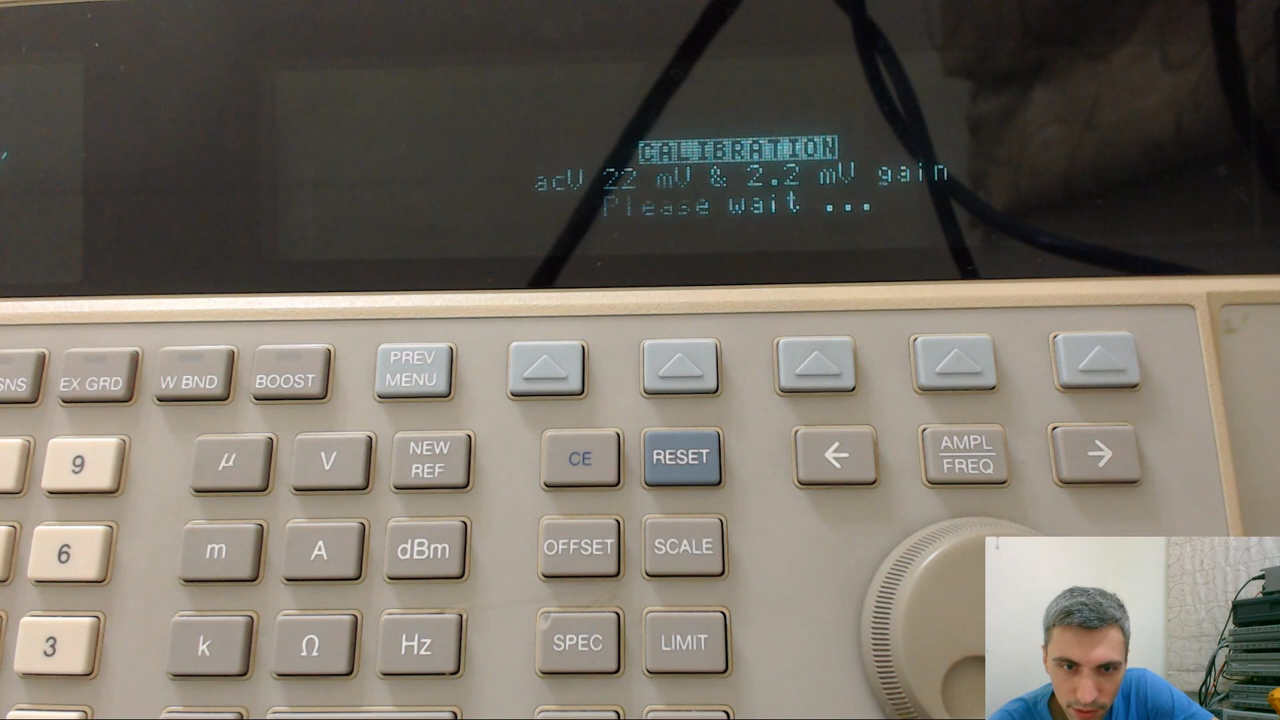 CALIBRATION
acV 22 mV & 2.2 mV gain
Please wait ...
SNS
EX GRD
W BND
BOOST
PREV
MENU
9
µ
V
NEW
REF
CE
RESET
←
AMPL
FREQ
→
6
m
A
dBm
OFFSET
SCALE
3
k
Ω
Hz
SPEC
LIMIT